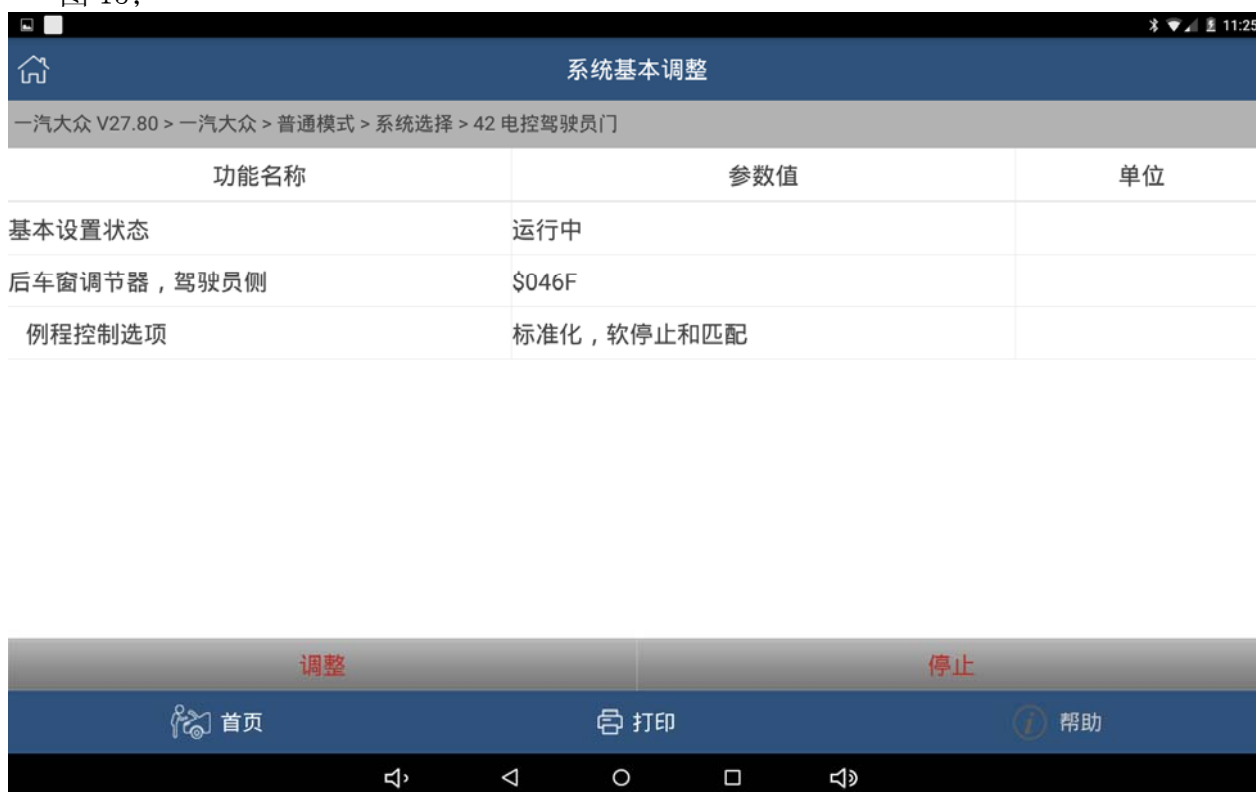 图 10；
11:25
系统基本调整
一汽大众 V27.80 > 一汽大众 > 普通模式 > 系统选择 > 42 电控驾驶员门
功能名称 参数值 单位
基本设置状态 运行中
后车窗调节器，驾驶员侧 $046F
例程控制选项 标准化，软停止和匹配
调整 停止
首页 打印 帮助